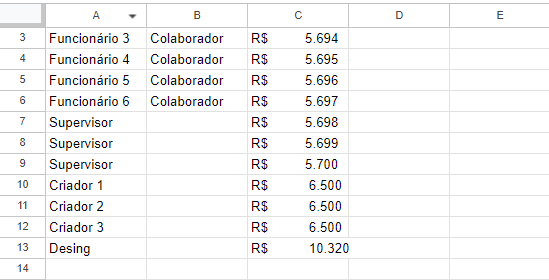 A B C D E
3 Funcionário 3 Colaborador R$ 5.694
4 Funcionário 4 Colaborador R$ 5.695
5 Funcionário 5 Colaborador R$ 5.696
6 Funcionário 6 Colaborador R$ 5.697
7 Supervisor R$ 5.698
8 Supervisor R$ 5.699
9 Supervisor R$ 5.700
10 Criador 1 R$ 6.500
11 Criador 2 R$ 6.500
12 Criador 3 R$ 6.500
13 Desing R$ 10.320
14